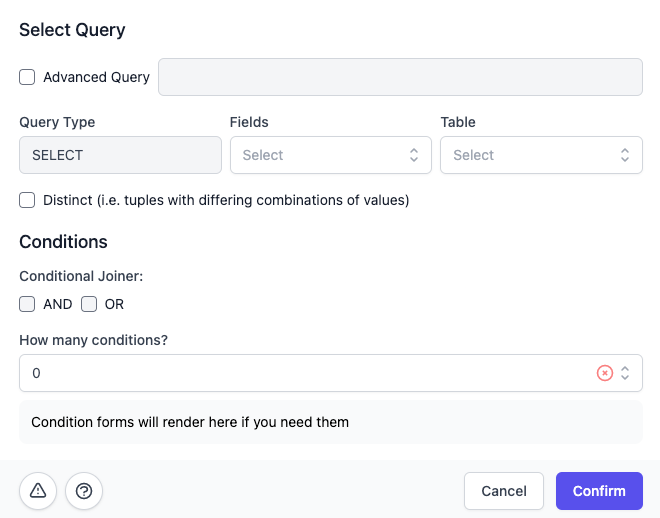 Select Query
Advanced Query
Query Type Fields Table
SELECT Select Select
Distinct (i.e. tuples with differing combinations of values)
Conditions
Conditional Joiner:
AND OR
How many conditions?
0
Condition forms will render here if you need them
Cancel Confirm